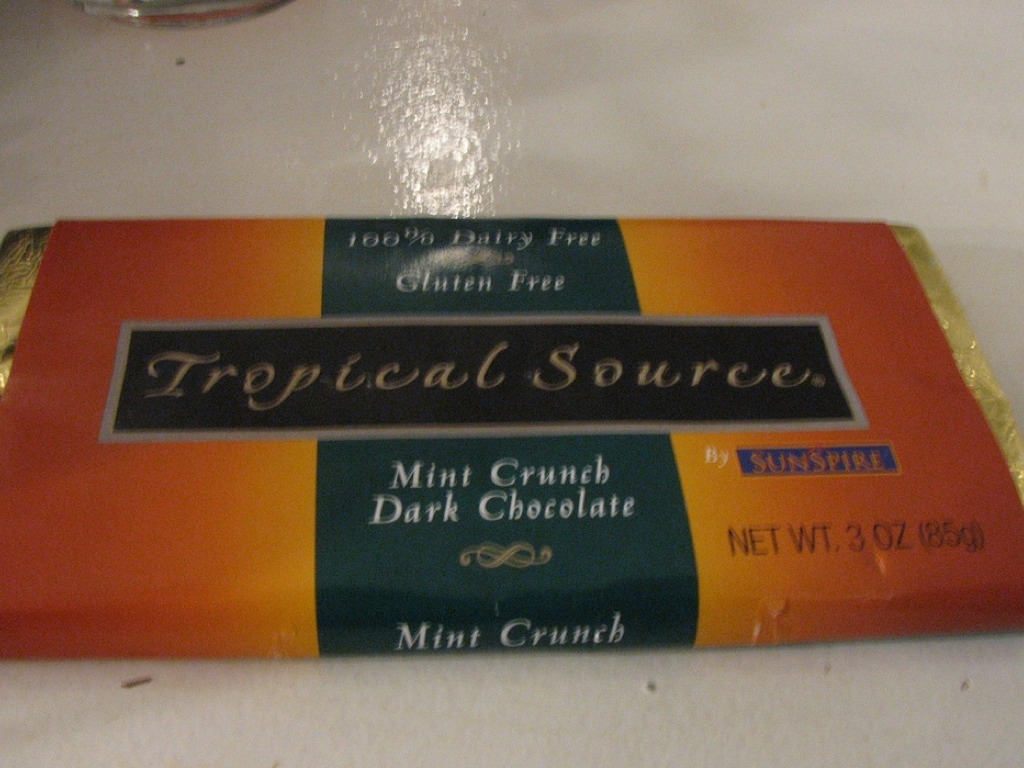 100% Dairy Free
Gluten Free
Tropical Source®
Mint Crunch
Dark Chocolate
By SUNSPIRE
NET WT. 3 OZ (85g)
Mint Crunch